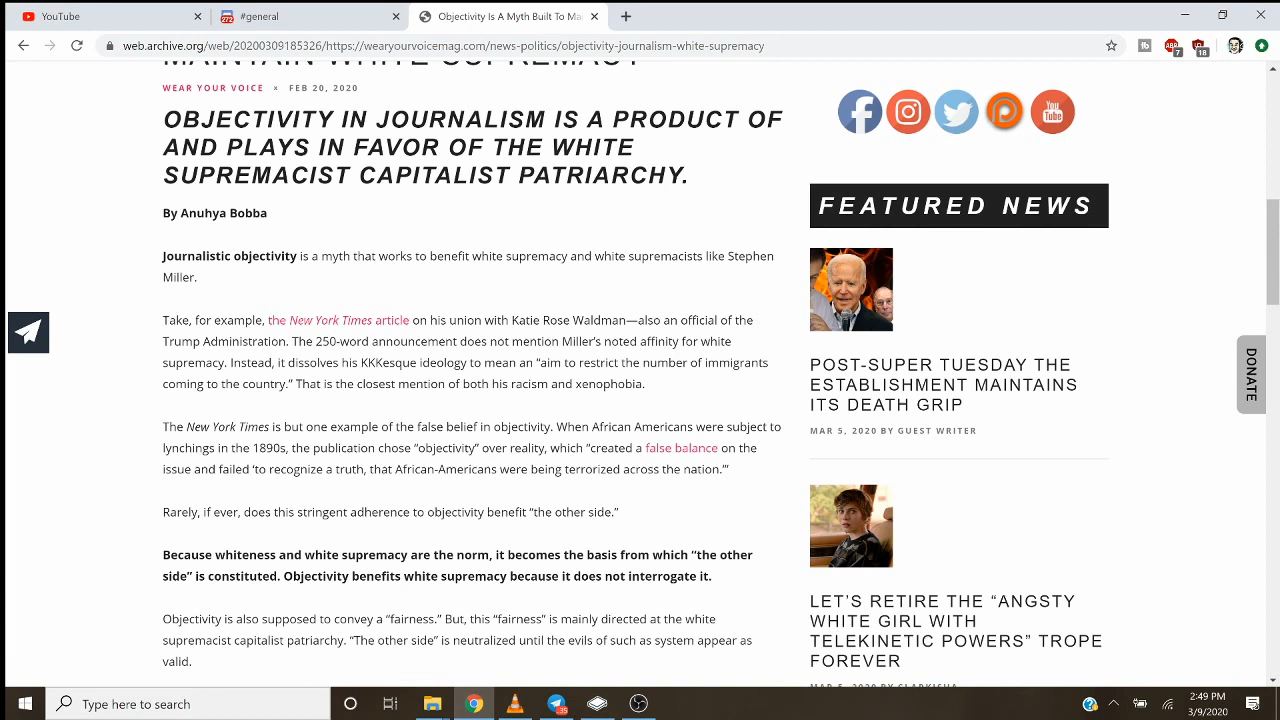 YouTube
#general
Objectivity Is A Myth Built To Mai
272
web.archive.org/web/20200309185326/https://wearyourvoicemag.com/news-politics/objectivity-journalism-white-supremacy
7
18
MAINTAIN WHITE SUPREMACY
WEAR YOUR VOICE × FEB 20, 2020
OBJECTIVITY IN JOURNALISM IS A PRODUCT OF
AND PLAYS IN FAVOR OF THE WHITE
SUPREMACIST CAPITALIST PATRIARCHY.
By Anuhya Bobba
Journalistic objectivity is a myth that works to benefit white supremacy and white supremacists like Stephen
Miller.
Take, for example, the New York Times article on his union with Katie Rose Waldman—also an official of the
Trump Administration. The 250-word announcement does not mention Miller’s noted affinity for white
supremacy. Instead, it dissolves his KKKesque ideology to mean an “aim to restrict the number of immigrants
coming to the country.” That is the closest mention of both his racism and xenophobia.
The New York Times is but one example of the false belief in objectivity. When African Americans were subject to
lynchings in the 1890s, the publication chose “objectivity” over reality, which “created a false balance on the
issue and failed ‘to recognize a truth, that African-Americans were being terrorized across the nation.’”
Rarely, if ever, does this stringent adherence to objectivity benefit “the other side.”
Because whiteness and white supremacy are the norm, it becomes the basis from which “the other
side” is constituted. Objectivity benefits white supremacy because it does not interrogate it.
Objectivity is also supposed to convey a “fairness.” But, this “fairness” is mainly directed at the white
supremacist capitalist patriarchy. “The other side” is neutralized until the evils of such as system appear as
valid.
You
Tube
FEATURED NEWS
POST-SUPER TUESDAY THE
ESTABLISHMENT MAINTAINS
ITS DEATH GRIP
MAR 5, 2020 BY GUEST WRITER
LET’S RETIRE THE “ANGSTY
WHITE GIRL WITH
TELEKINETIC POWERS” TROPE
FOREVER
MAR 5, 2020 BY CLARKISHA
DONATE
Type here to search
2:49 PM
3/9/2020